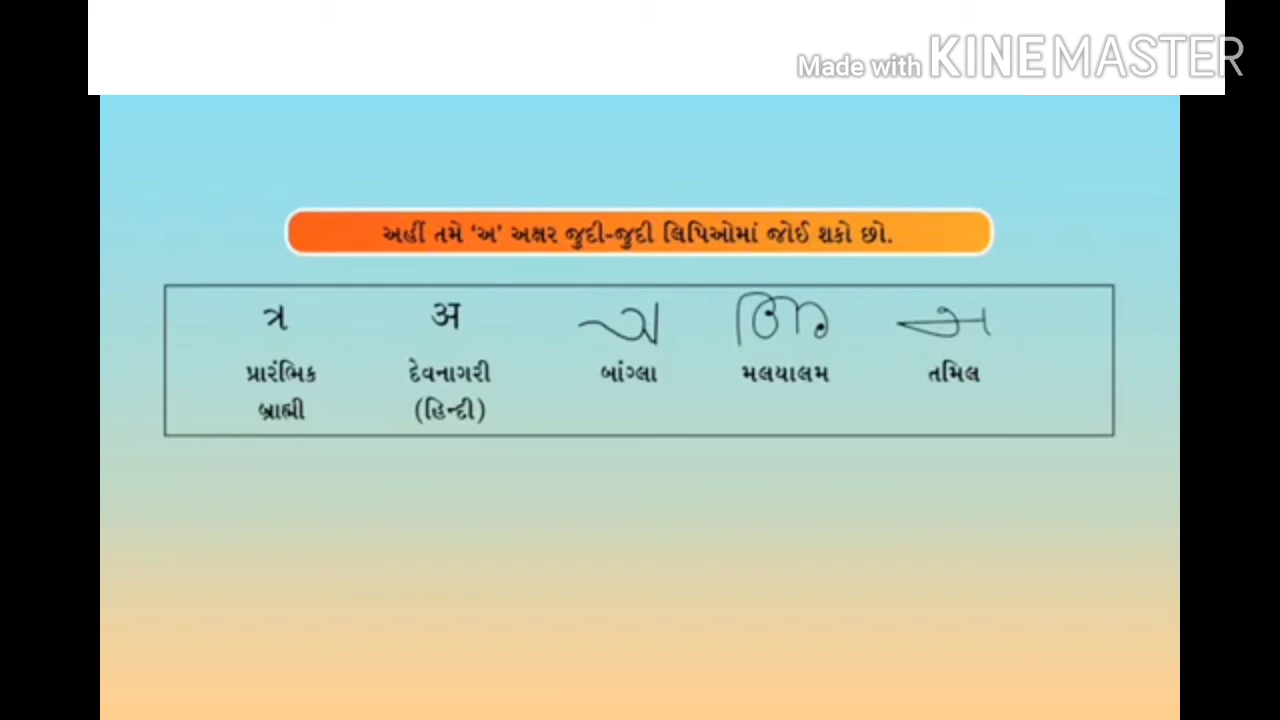 Made with KINEMASTER
અહીં તમે ‘અ’ અક્ષર જુદી-જુદી લિપિઓમાં જોઈ શકો છો.
ત્ર अ অ അ அ
પ્રારંભિક દેવનાગરી બાંગ્લા મલયાલમ તમિલ
બ્રાહ્મી (હિન્દી)